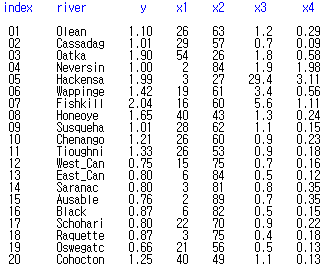 index river y x1 x2 x3 x4
01 Olean 1.10 26 63 1.2 0.29
02 Cassadag 1.01 29 57 0.7 0.09
03 Oatka 1.90 54 26 1.8 0.58
04 Neversin 1.00 2 84 1.9 1.98
05 Hackensa 1.99 3 27 29.4 3.11
06 Wappinge 1.42 19 61 3.4 0.56
07 Fishkill 2.04 16 60 5.6 1.11
08 Honeoye 1.65 40 43 1.3 0.24
09 Susqueha 1.01 28 62 1.1 0.15
10 Chenango 1.21 26 60 0.9 0.23
11 Tioughni 1.33 26 53 0.9 0.18
12 West_Can 0.75 15 75 0.7 0.16
13 East_Can 0.80 6 84 0.5 0.12
14 Saranac 0.80 3 81 0.8 0.35
15 Ausable 0.76 2 89 0.7 0.35
16 Black 0.87 6 82 0.5 0.15
17 Schohari 0.80 22 70 0.9 0.22
18 Raquette 0.87 3 75 0.4 0.18
19 Oswegatc 0.66 21 56 0.5 0.13
20 Cohocton 1.25 40 49 1.1 0.13